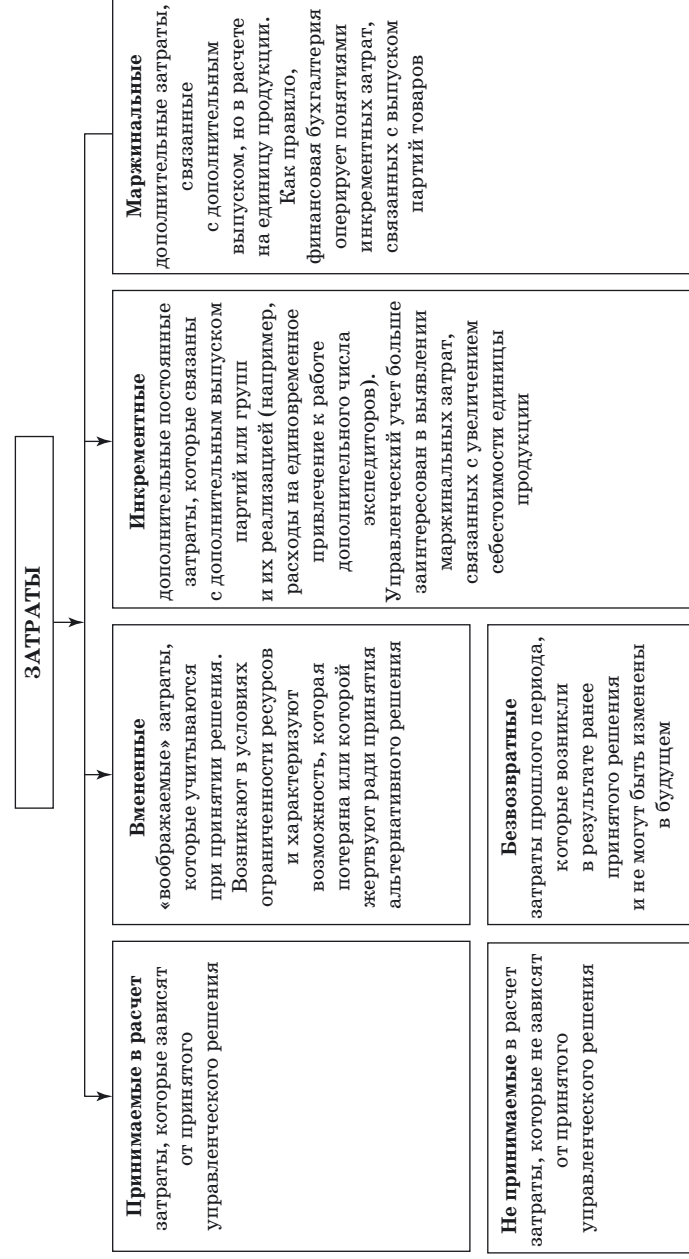 ЗАТРАТЫ
Принимаемые в расчет
затраты, которые зависят
от принятого
управленческого решения
Вмененные
«воображаемые» затраты,
которые учитываются
при принятии решения.
Возникают в условиях
ограниченности ресурсов
и характеризуют
возможность, которая
потеряна или которой
жертвуют ради принятия
альтернативного решения
Инкрементные
дополнительные постоянные
затраты, которые связаны
с дополнительным выпуском
партий или групп
и их реализацией (например,
расходы на единовременное
привлечение к работе
дополнительного числа
экспедиторов).
Управленческий учет больше
заинтересован в выявлении
маржинальных затрат,
связанных с увеличением
себестоимости единицы
продукции
Маржинальные
дополнительные затраты,
связанные
с дополнительным
выпуском, но в расчете
на единицу продукции.
Как правило,
финансовая бухгалтерия
оперирует понятиями
инкрементных затрат,
связанных с выпуском
партий товаров
Не принимаемые в расчет
затраты, которые не зависят
от принятого
управленческого решения
Безвозвратные
затраты прошлого периода,
которые возникли
в результате ранее
принятого решения
и не могут быть изменены
в будущем